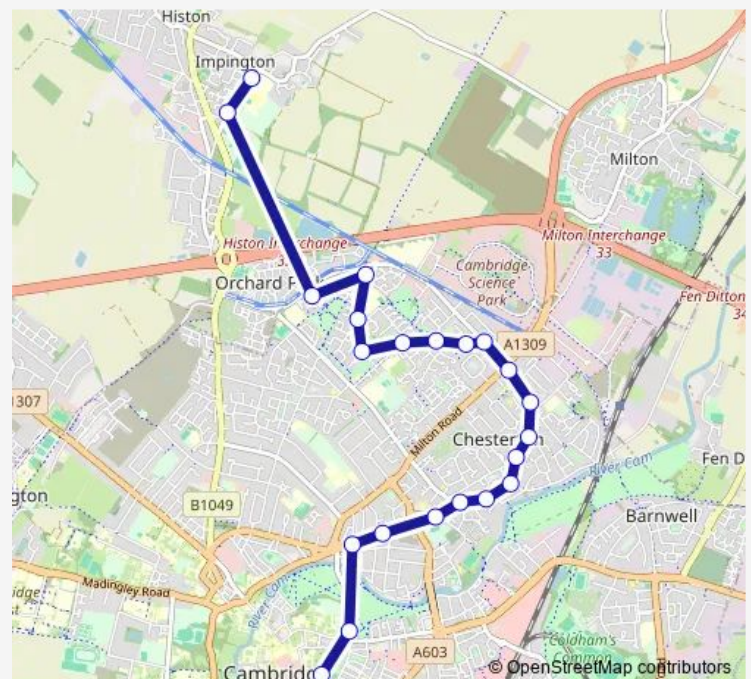 Histon
Impington
Milton
Histon Interchange
Milton Interchange
33
Orchard P
Cambridge
Science
Park
Fen Ditton
34
A1309
1307
Milton Road
Chester
n
River Cam
Fen D
gton
B1049
Barnwell
Madingley Road
River Cam
A603
Coldham's
Common
Cambridg
© OpenStreetMap contributors